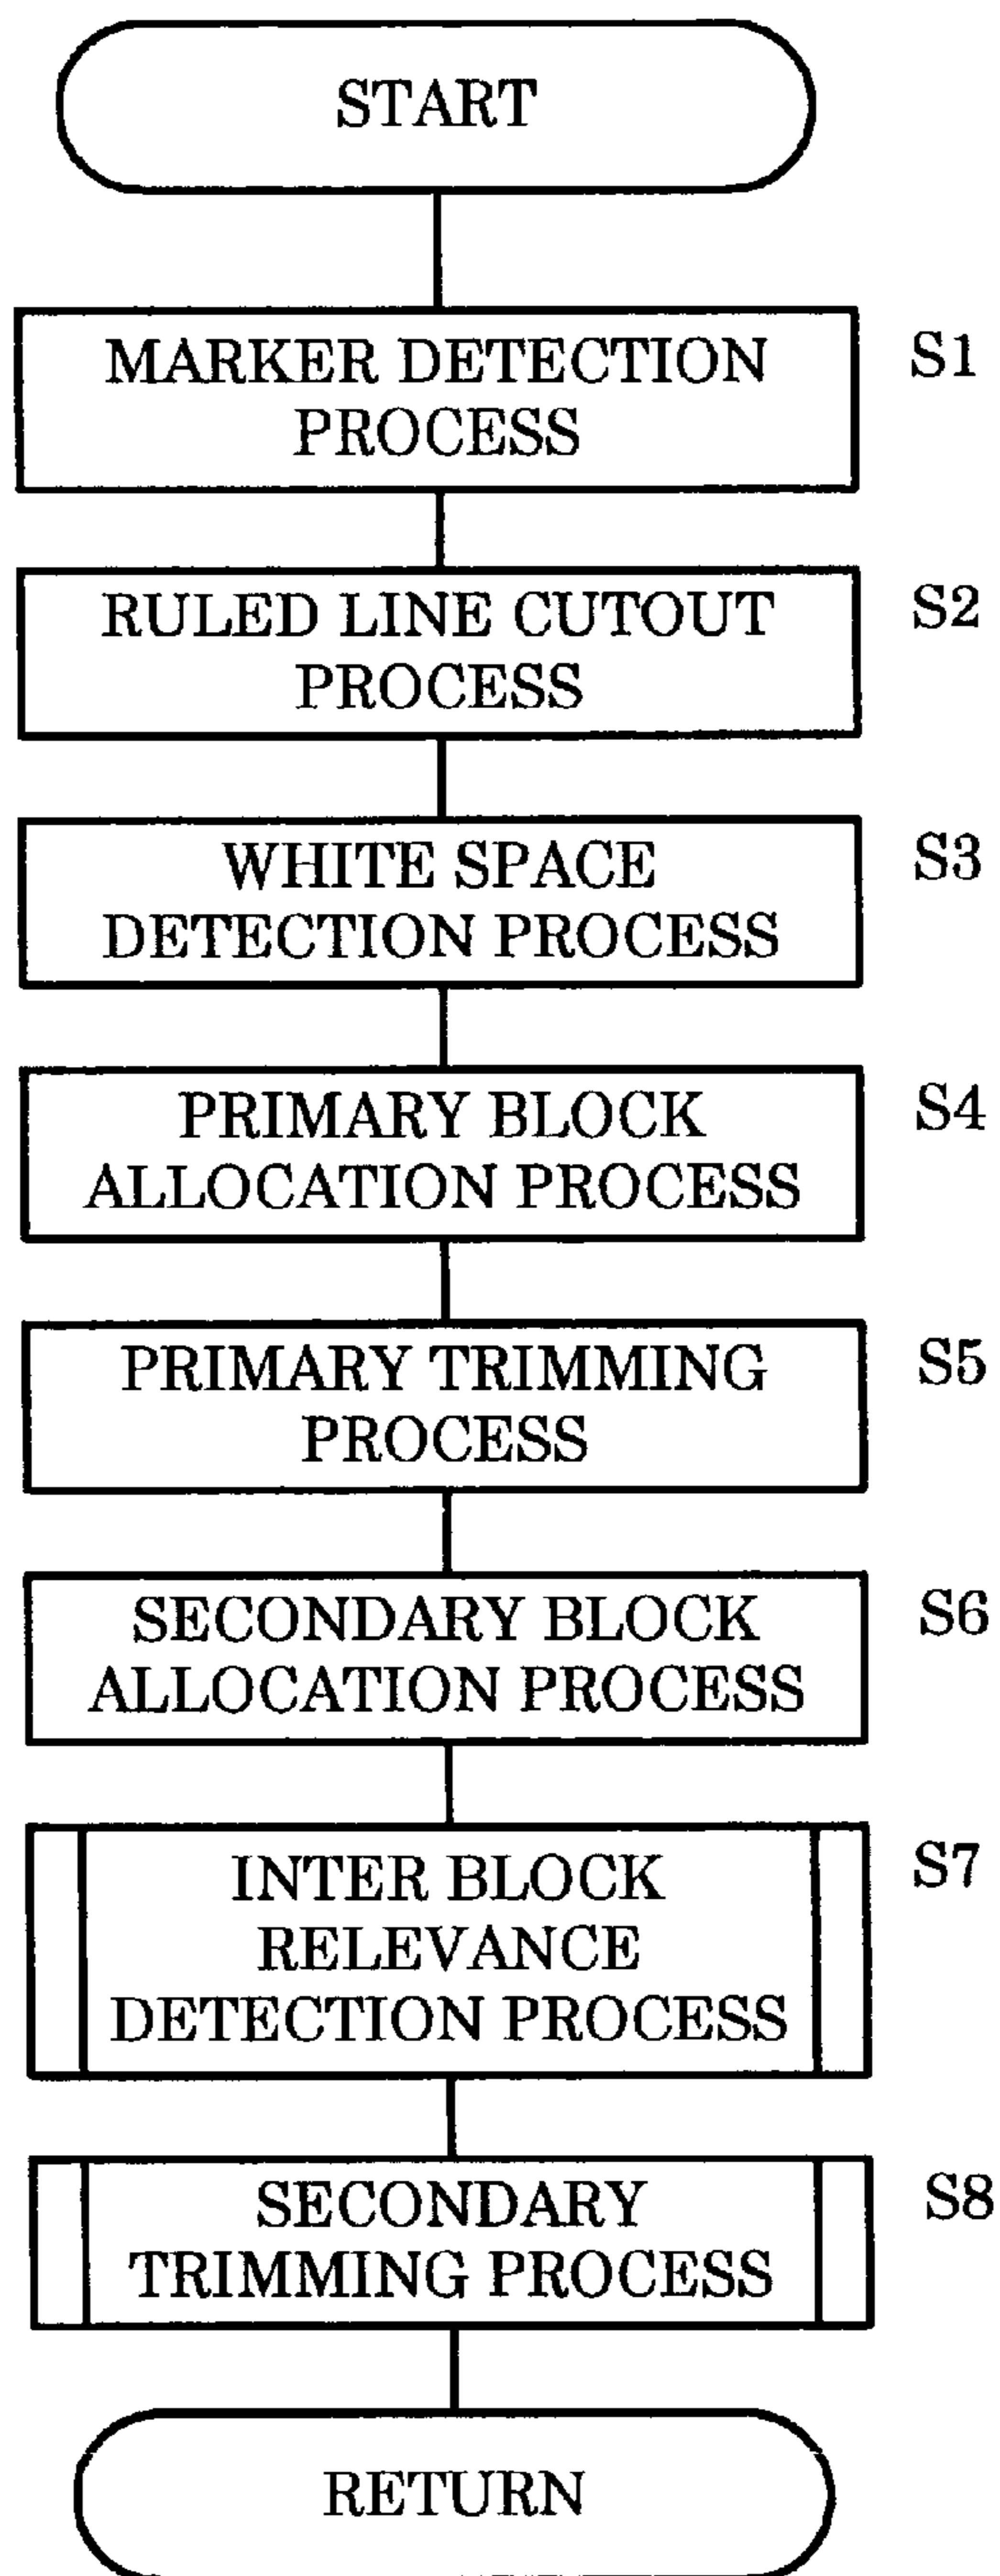 START
MARKER DETECTION
PROCESS
S1
RULED LINE CUTOUT
PROCESS
S2
WHITE SPACE
DETECTION PROCESS
S3
PRIMARY BLOCK
ALLOCATION PROCESS
S4
PRIMARY TRIMMING
PROCESS
S5
SECONDARY BLOCK
ALLOCATION PROCESS
S6
INTER BLOCK
RELEVANCE
DETECTION PROCESS
S7
SECONDARY
TRIMMING PROCESS
S8
RETURN